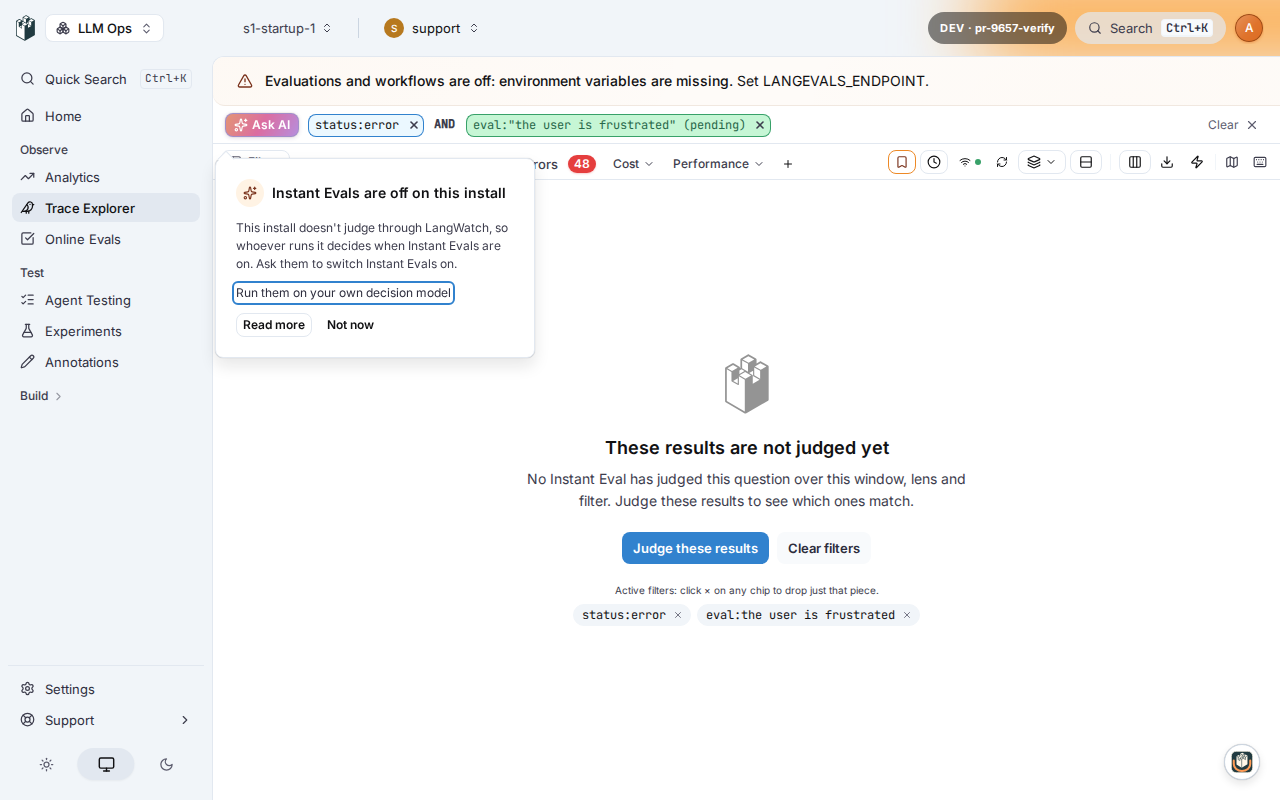 LLM Ops
s1-startup-1
S
support
DEV · pr-9657-verify
Search Ctrl+K
A
Quick Search Ctrl+K
Home
Observe
Analytics
Trace Explorer
Online Evals
Test
Agent Testing
Experiments
Annotations
Build
Settings
Support
Evaluations and workflows are off: environment variables are missing. Set LANGEVALS_ENDPOINT.
Ask AI
status:error
AND
eval:"the user is frustrated" (pending)
Clear
rors 48
Cost
Performance
Instant Evals are off on this install
This install doesn't judge through LangWatch, so
whoever runs it decides when Instant Evals are
on. Ask them to switch Instant Evals on.
Run them on your own decision model
Read more
Not now
These results are not judged yet
No Instant Eval has judged this question over this window, lens and
filter. Judge these results to see which ones match.
Judge these results
Clear filters
Active filters: click × on any chip to drop just that piece.
status:error ×
eval:the user is frustrated ×